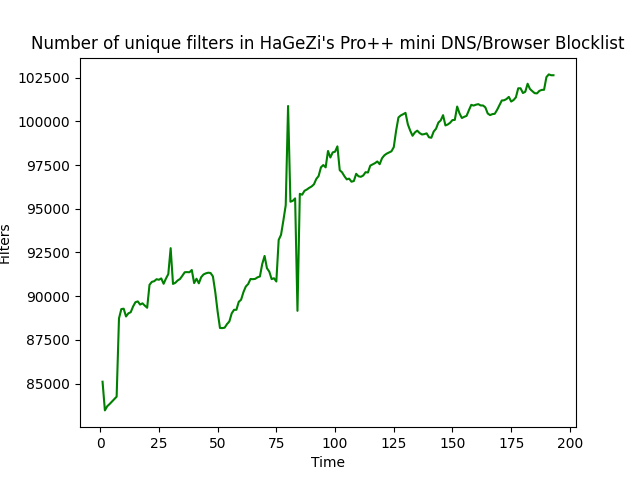 Number of unique filters in HaGeZi's Pro++ mini DNS/Browser Blocklist
102500
100000
97500
95000
92500
90000
87500
85000
Filters
0 25 50 75 100 125 150 175 200
Time